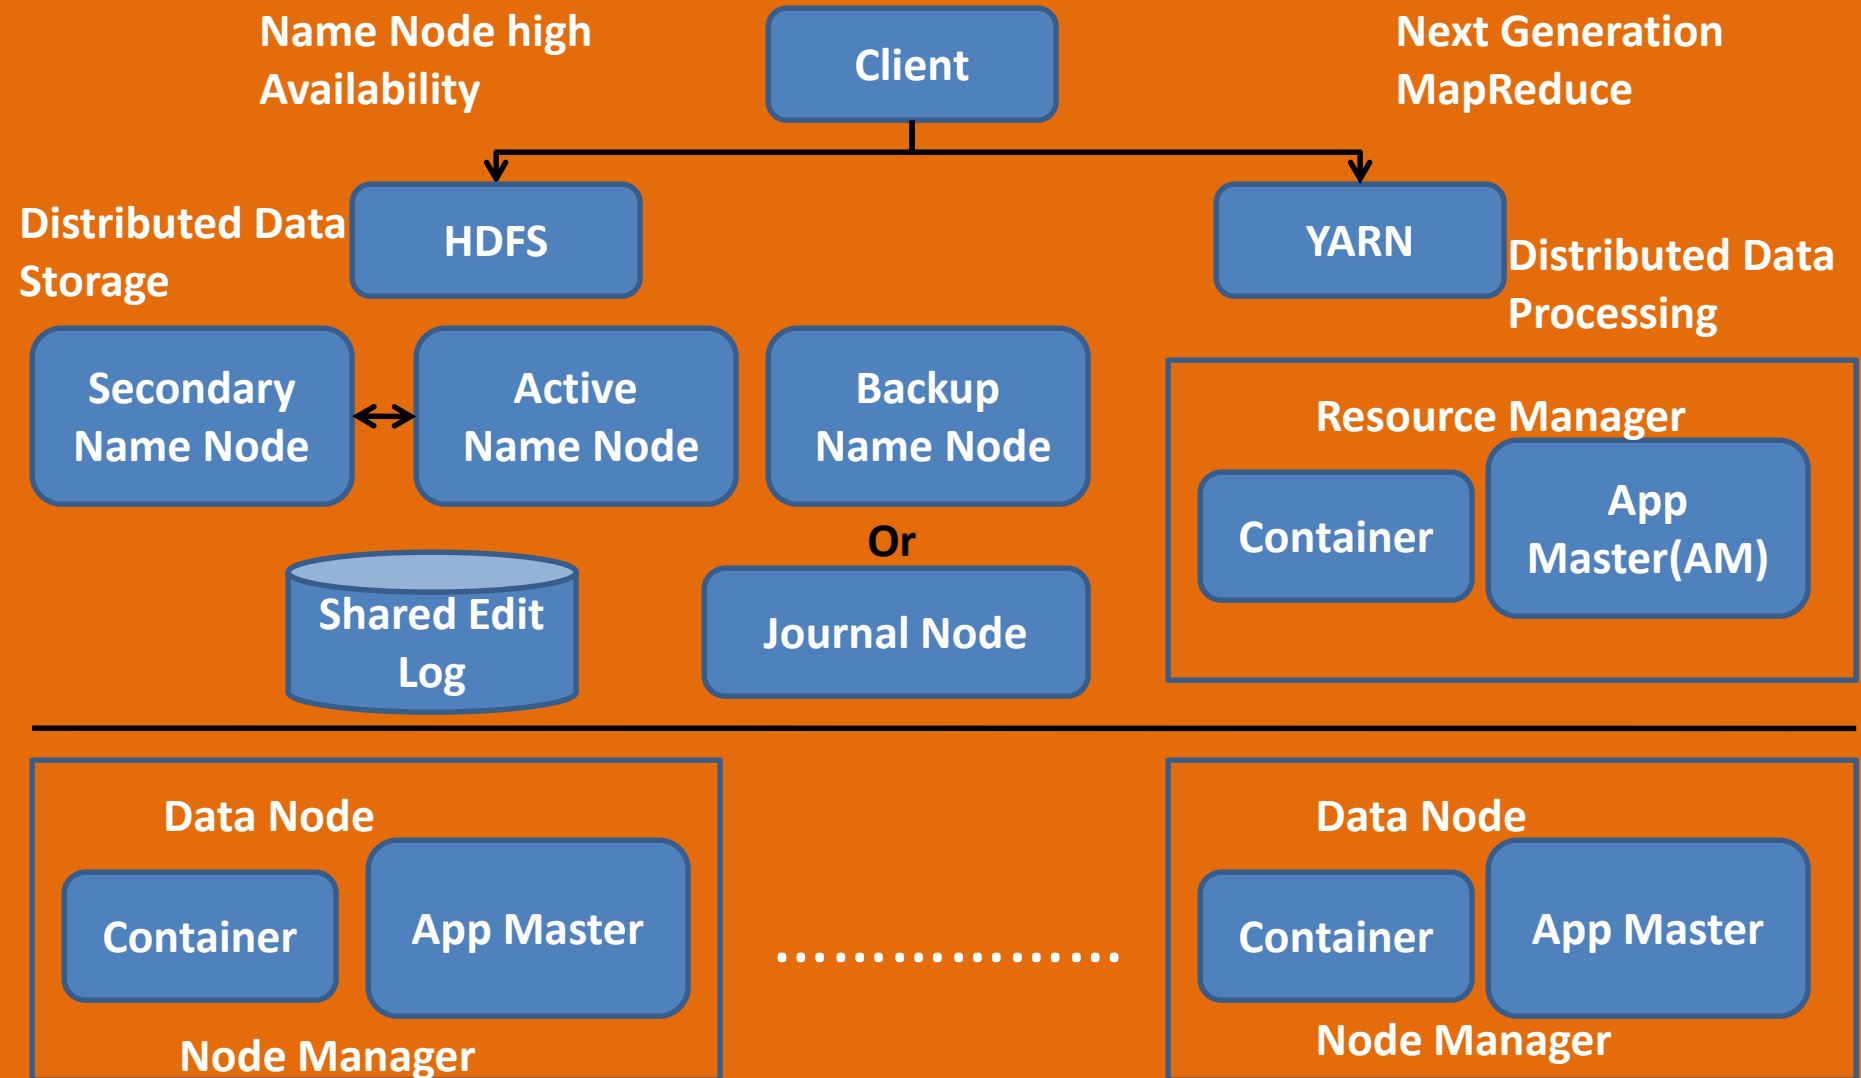 Name Node high
Availability
Client
Next Generation
MapReduce
Distributed Data
Storage
HDFS
YARN
Distributed Data
Processing
Secondary
Name Node
Active
Name Node
Backup
Name Node
Or
Shared Edit
Log
Journal Node
Resource Manager
Container
App
Master(AM)
Data Node
Container
App Master
Node Manager
..................
Data Node
Container
App Master
Node Manager